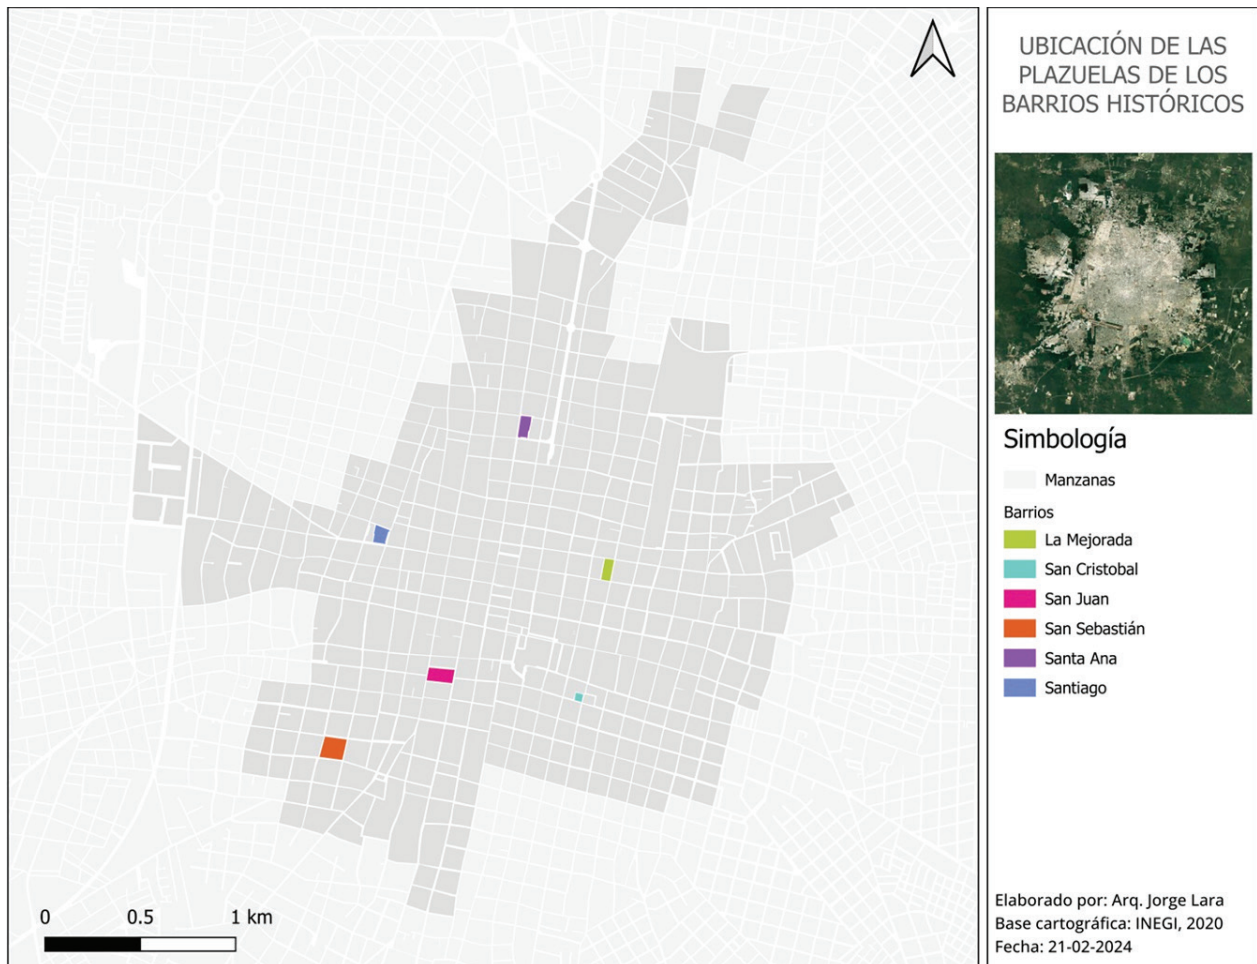 UBICACIÓN DE LAS
PLAZUELAS DE LOS
BARRIOS HISTÓRICOS
Simbología
Manzanas
Barrios
La Mejorada
San Cristobal
San Juan
San Sebastián
Santa Ana
Santiago
0 0.5 1 km
Elaborado por: Arq. Jorge Lara
Base cartográfica: INEGI, 2020
Fecha: 21-02-2024